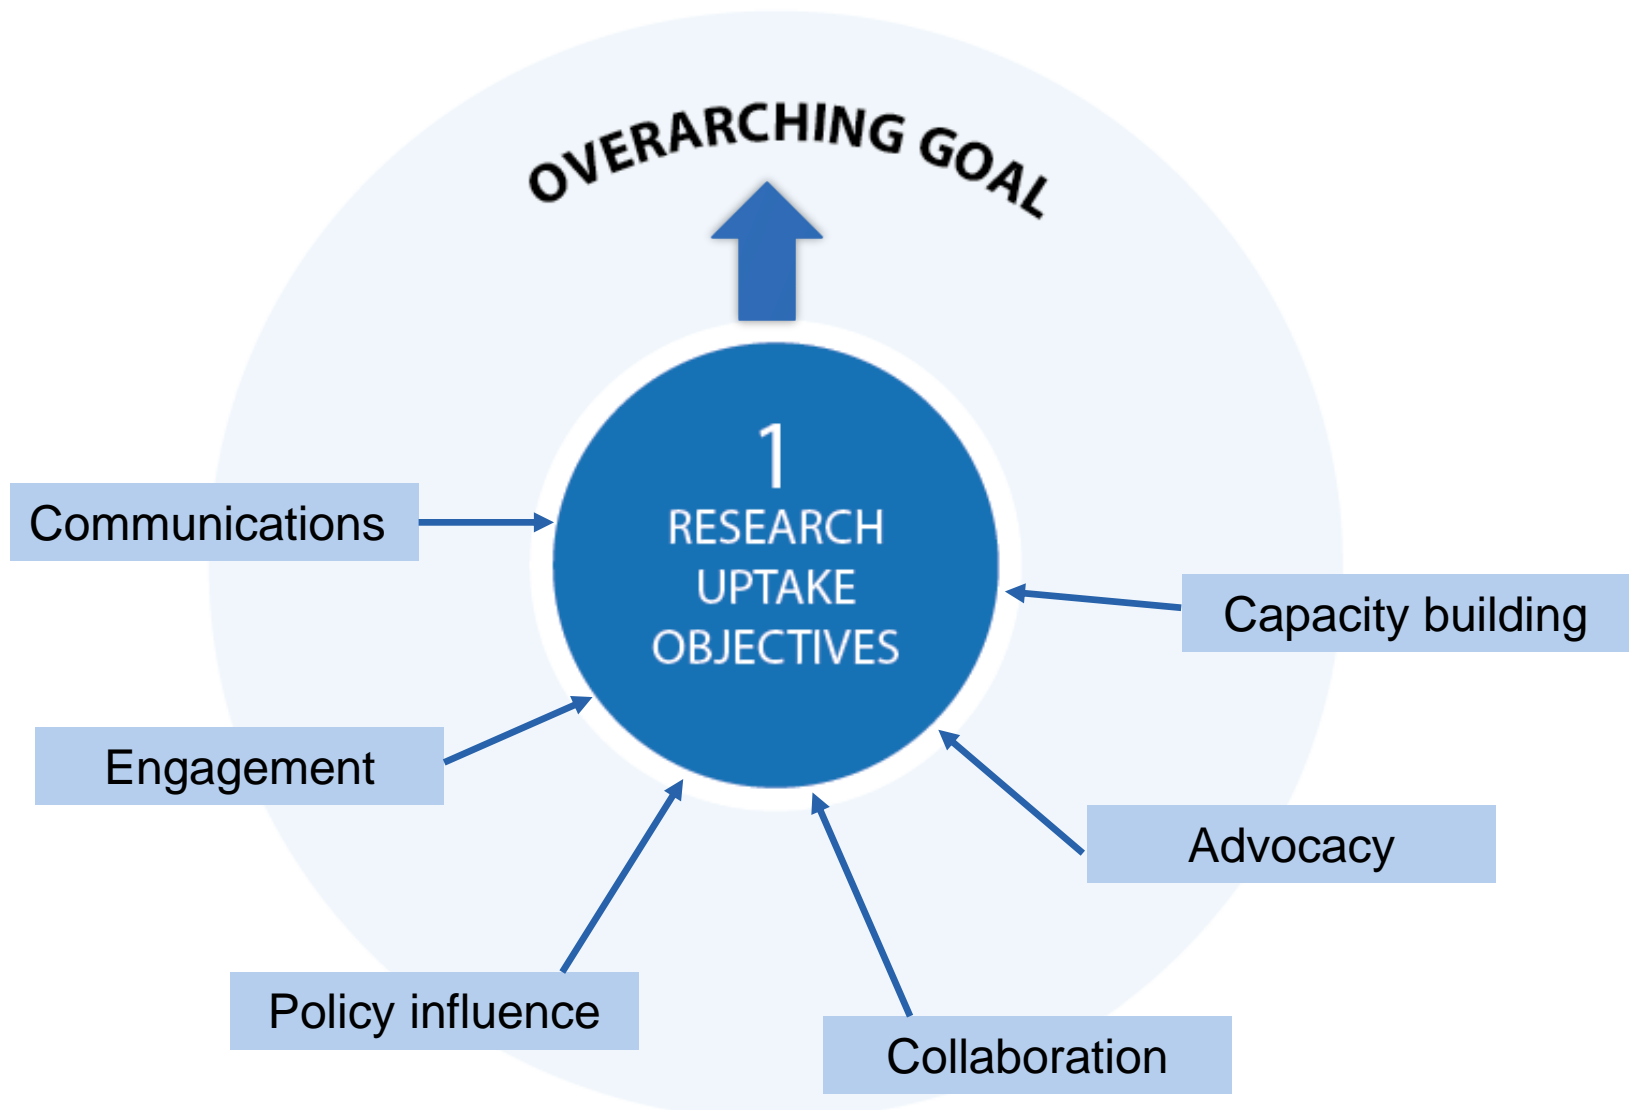 OVERARCHING GOAL
1
RESEARCH
UPTAKE
OBJECTIVES
Communications
Capacity building
Engagement
Advocacy
Policy influence
Collaboration